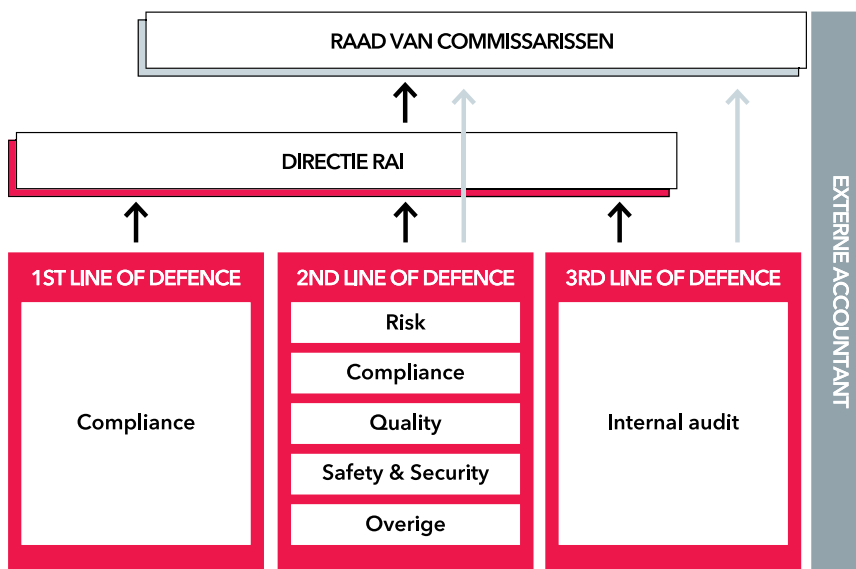 RAAD VAN COMMISSARISSEN
DIRECTIE RAI
1ST LINE OF DEFENCE
Compliance
2ND LINE OF DEFENCE
Risk
Compliance
Quality
Safety & Security
Overige
3RD LINE OF DEFENCE
Internal audit
EXTERNE ACCOUNTANT